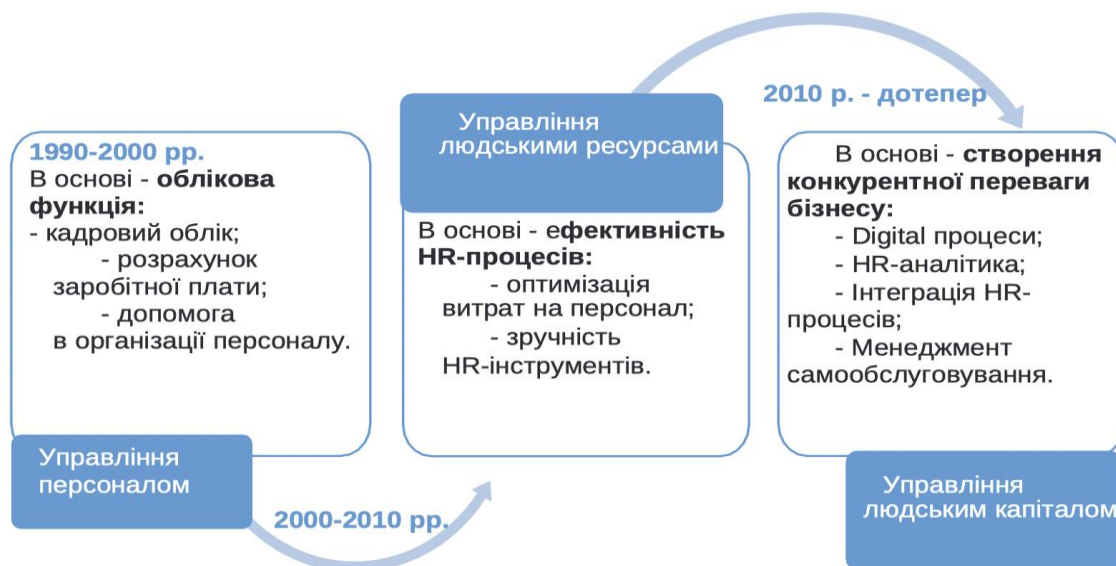 1990-2000 рр.
В основі - облікова
функція:
- кадровий облік;
- розрахунок
заробітної плати;
- допомога
в організації персоналу.
Управління
персоналом
2000-2010 рр.
Управління
людськими ресурсами
В основі - ефективність
HR-процесів:
- оптимізація
витрат на персонал;
- зручність
HR-інструментів.
2010 р. - дотепер
В основі - створення
конкурентної переваги
бізнесу:
- Digital процеси;
- HR-аналітика;
- Інтеграція HR-
процесів;
- Менеджмент
самообслуговування.
Управління
людським капіталом